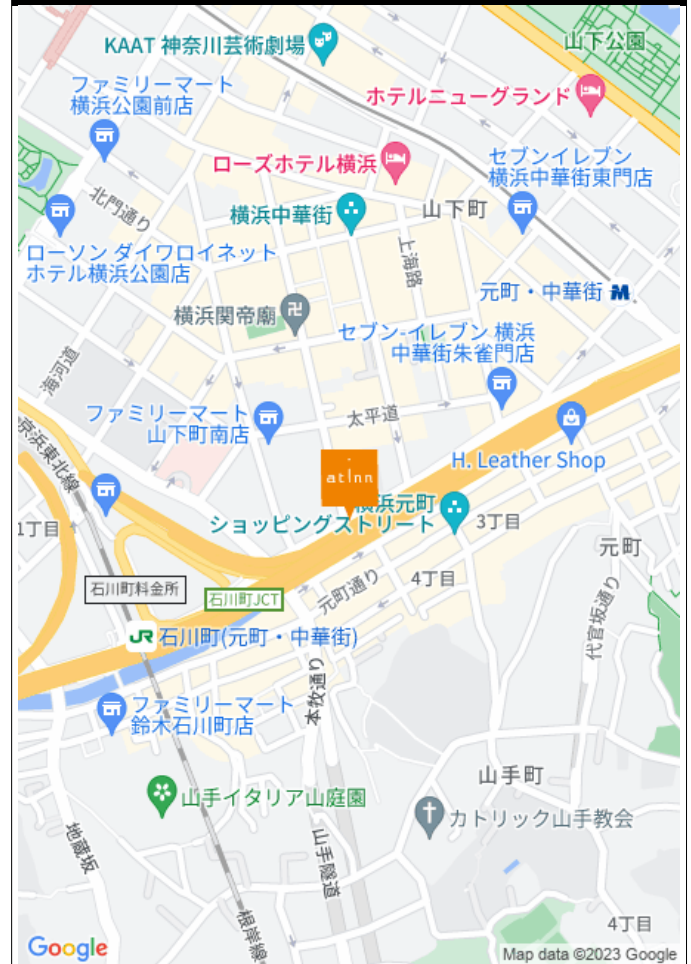 KAAT 神奈川芸術劇場
山下公園
ファミリーマート
横浜公園前店
ホテルニューグランド
ローズホテル横浜
セブンイレブン
横浜中華街東門店
北門通り
横浜中華街
山下町
ローソン ダイワロイネット
ホテル横浜公園店
上海路
元町・中華街
横浜関帝廟
セブン-イレブン 横浜
中華街朱雀門店
海河道
ファミリーマート
山下町南店
太平道
京浜東北線
H. Leather Shop
at Inn
横浜元町
ショッピングストリート
3丁目
1丁目
元町
石川町料金所
石川町JCT
元町通り
4丁目
代官坂通り
JR 石川町(元町・中華街)
ファミリーマート
鈴木石川町店
本牧通り
山手町
山手イタリア山庭園
カトリック山手教会
地蔵坂
山手隧道
根岸線
4丁目
Google
Map data ©2023 Google